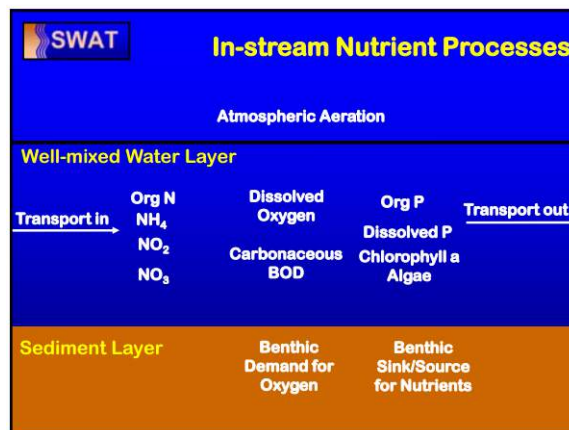 SWAT
In-stream Nutrient Processes
Atmospheric Aeration
Well-mixed Water Layer
Transport in
Org N
NH₄
NO₂
NO₃
Dissolved
Oxygen
Carbonaceous
BOD
Org P
Dissolved P
Chlorophyll a
Algae
Transport out
Sediment Layer
Benthic
Demand for
Oxygen
Benthic
Sink/Source
for Nutrients